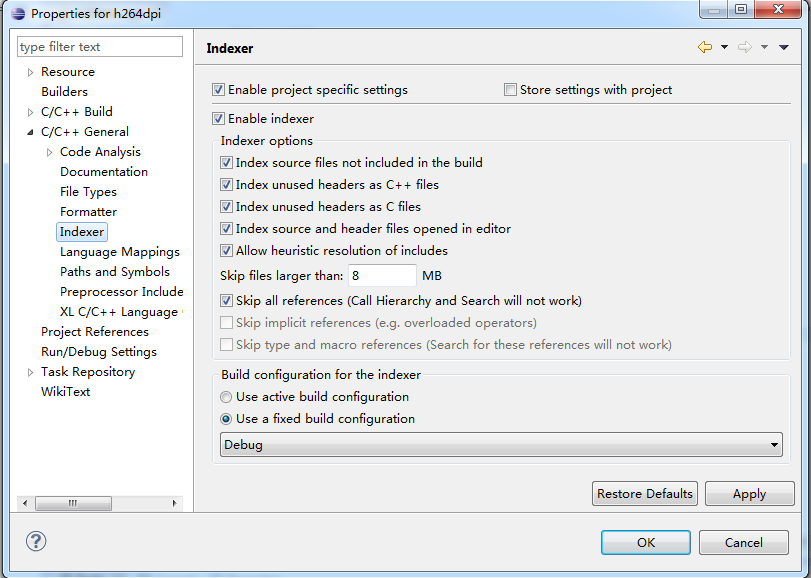 Properties for h264dpi
type filter text
Resource
Builders
C/C++ Build
C/C++ General
Code Analysis
Documentation
File Types
Formatter
Indexer
Language Mappings
Paths and Symbols
Preprocessor Include
XL C/C++ Language
Project References
Run/Debug Settings
Task Repository
WikiText
Indexer
Enable project specific settings
Store settings with project
Enable indexer
Indexer options
Index source files not included in the build
Index unused headers as C++ files
Index unused headers as C files
Index source and header files opened in editor
Allow heuristic resolution of includes
Skip files larger than: 8 MB
Skip all references (Call Hierarchy and Search will not work)
Skip implicit references (e.g. overloaded operators)
Skip type and macro references (Search for these references will not work)
Build configuration for the indexer
Use active build configuration
Use a fixed build configuration
Debug
Restore Defaults
Apply
?
OK
Cancel